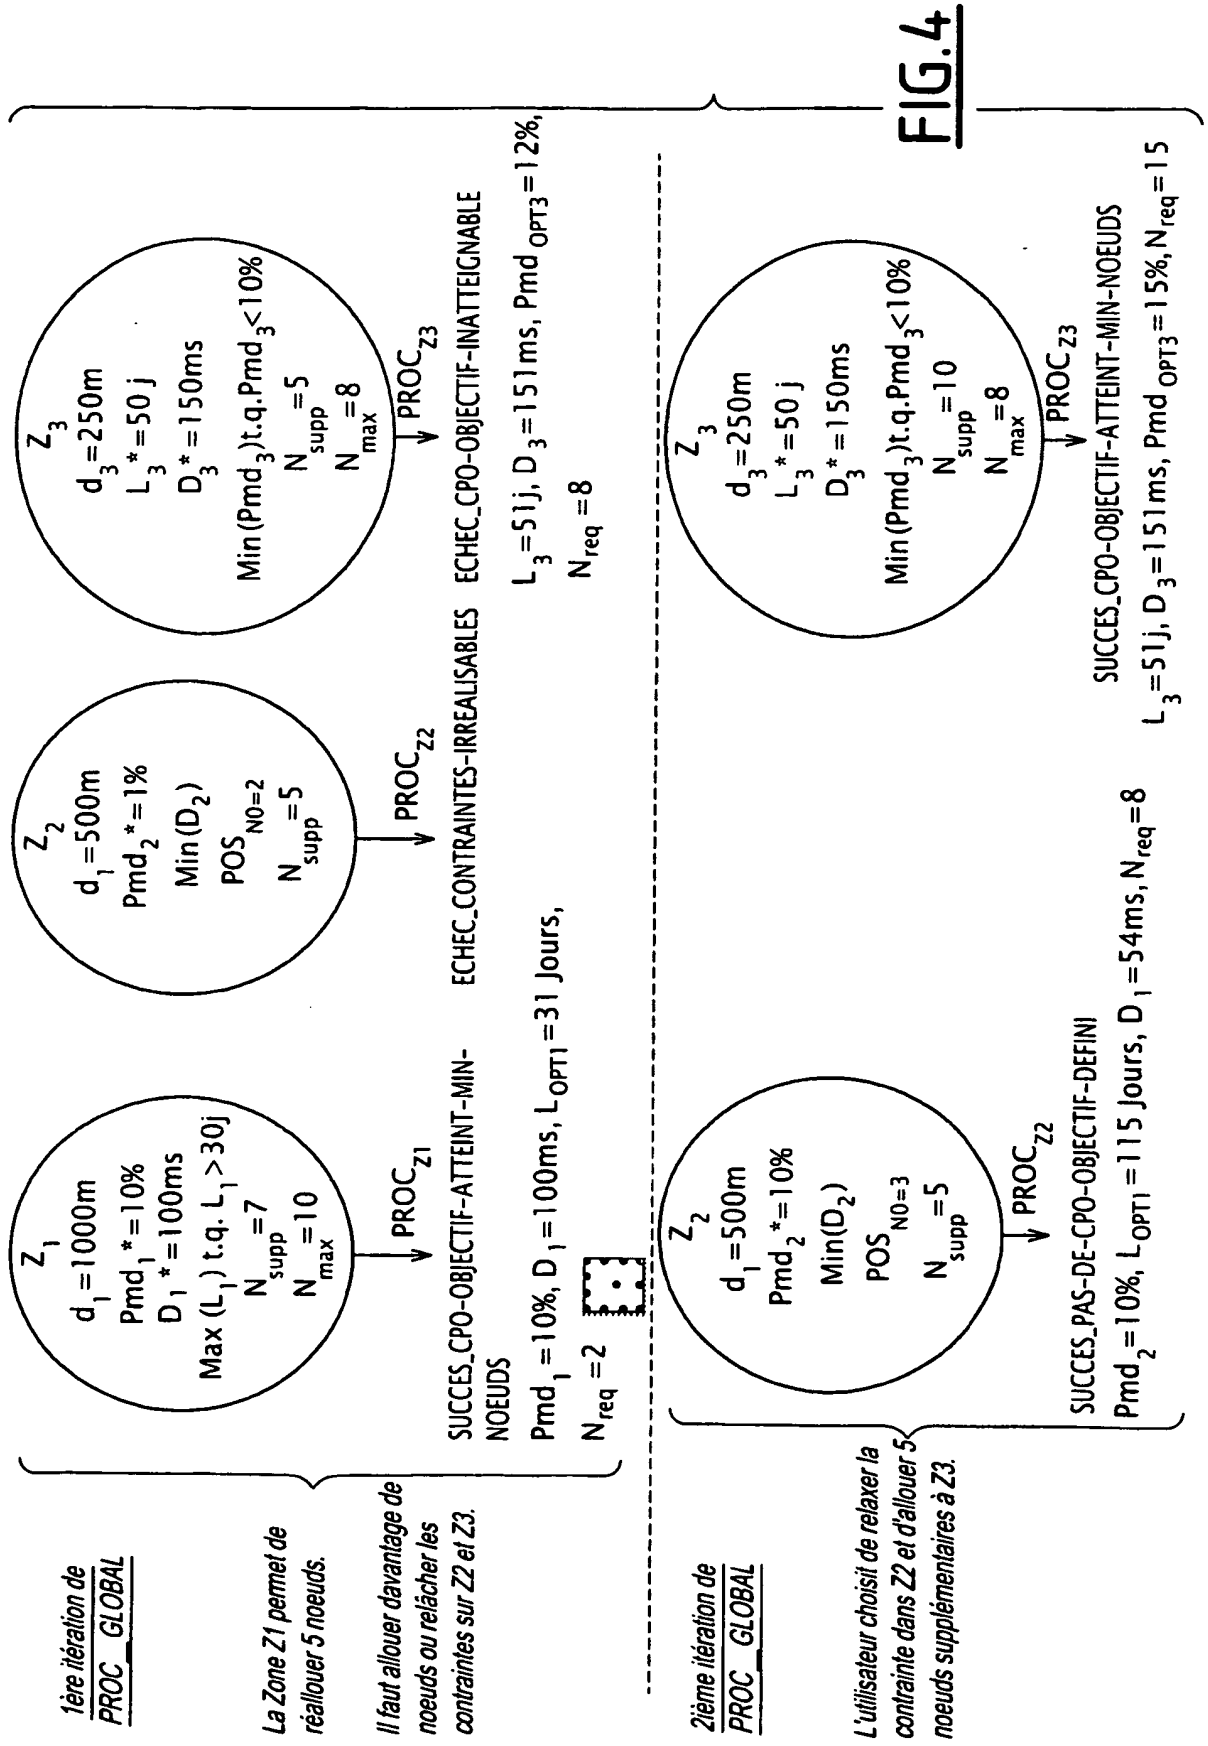 1ère itération de
PROC_GLOBAL
La Zone Z1 permet de
réallouer 5 noeuds.
Il faut allouer davantage de
noeuds ou relâcher les
contraintes sur Z2 et Z3.
Z1
d1=1000m
Pmd1*=10%
D1*=100ms
Max (L1) t.q. L1>30j
Nsupp=7
Nmax=10
PROCZ1
SUCCES_CPO-OBJECTIF-ATTEINT-MIN-
NOEUDS
Pmd1=10%, D1=100ms, LOPT1=31 Jours,
Nreq=2
Z2
d1=500m
Pmd2*=1%
Min(D2)
POS N0=2
Nsupp=5
PROCZ2
ECHEC_CONTRAINTES-IRREALISABLES
Z3
d3=250m
L3*=50 j
D3*=150ms
Min(Pmd3)t.q.Pmd3<10%
Nsupp=5
Nmax=8
PROCZ3
ECHEC_CPO-OBJECTIF-INATTEIGNABLE
L3=51j, D3=151ms, PmdOPT3=12%,
Nreq=8
2ième itération de
PROC_GLOBAL
L'utilisateur choisit de relaxer la
contrainte dans Z2 et d'allouer 5
noeuds supplémentaires à Z3.
Z2
d1=500m
Pmd2*=10%
Min(D2)
POS N0=3
Nsupp=5
PROCZ2
SUCCES_PAS-DE-CPO-OBJECTIF-DEFINI
Pmd2=10%, LOPT1=115 Jours, D1=54ms, Nreq=8
Z3
d3=250m
L3*=50 j
D3*=150ms
Min(Pmd3)t.q.Pmd3<10%
Nsupp=10
Nmax=8
PROCZ3
SUCCES_CPO-OBJECTIF-ATTEINT-MIN-NOEUDS
L3=51j, D3=151ms, PmdOPT3=15%, Nreq=15
FIG.4